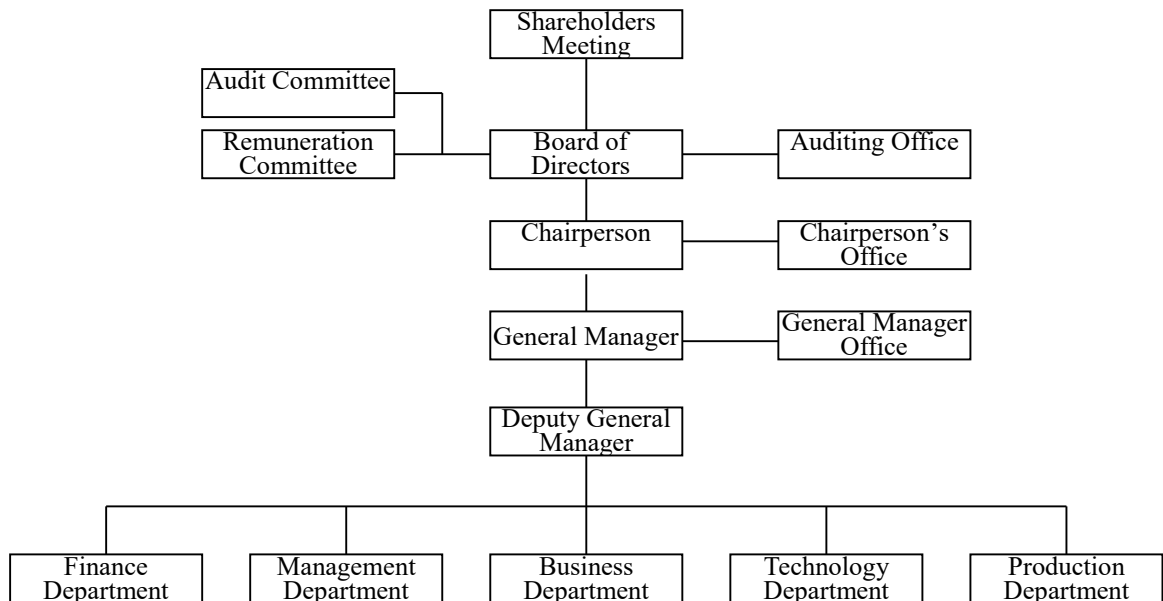 Shareholders
Meeting
Audit Committee
Remuneration
Committee
Board of
Directors
Auditing Office
Chairperson
Chairperson’s
Office
General Manager
General Manager
Office
Deputy General
Manager
Finance
Department
Management
Department
Business
Department
Technology
Department
Production
Department